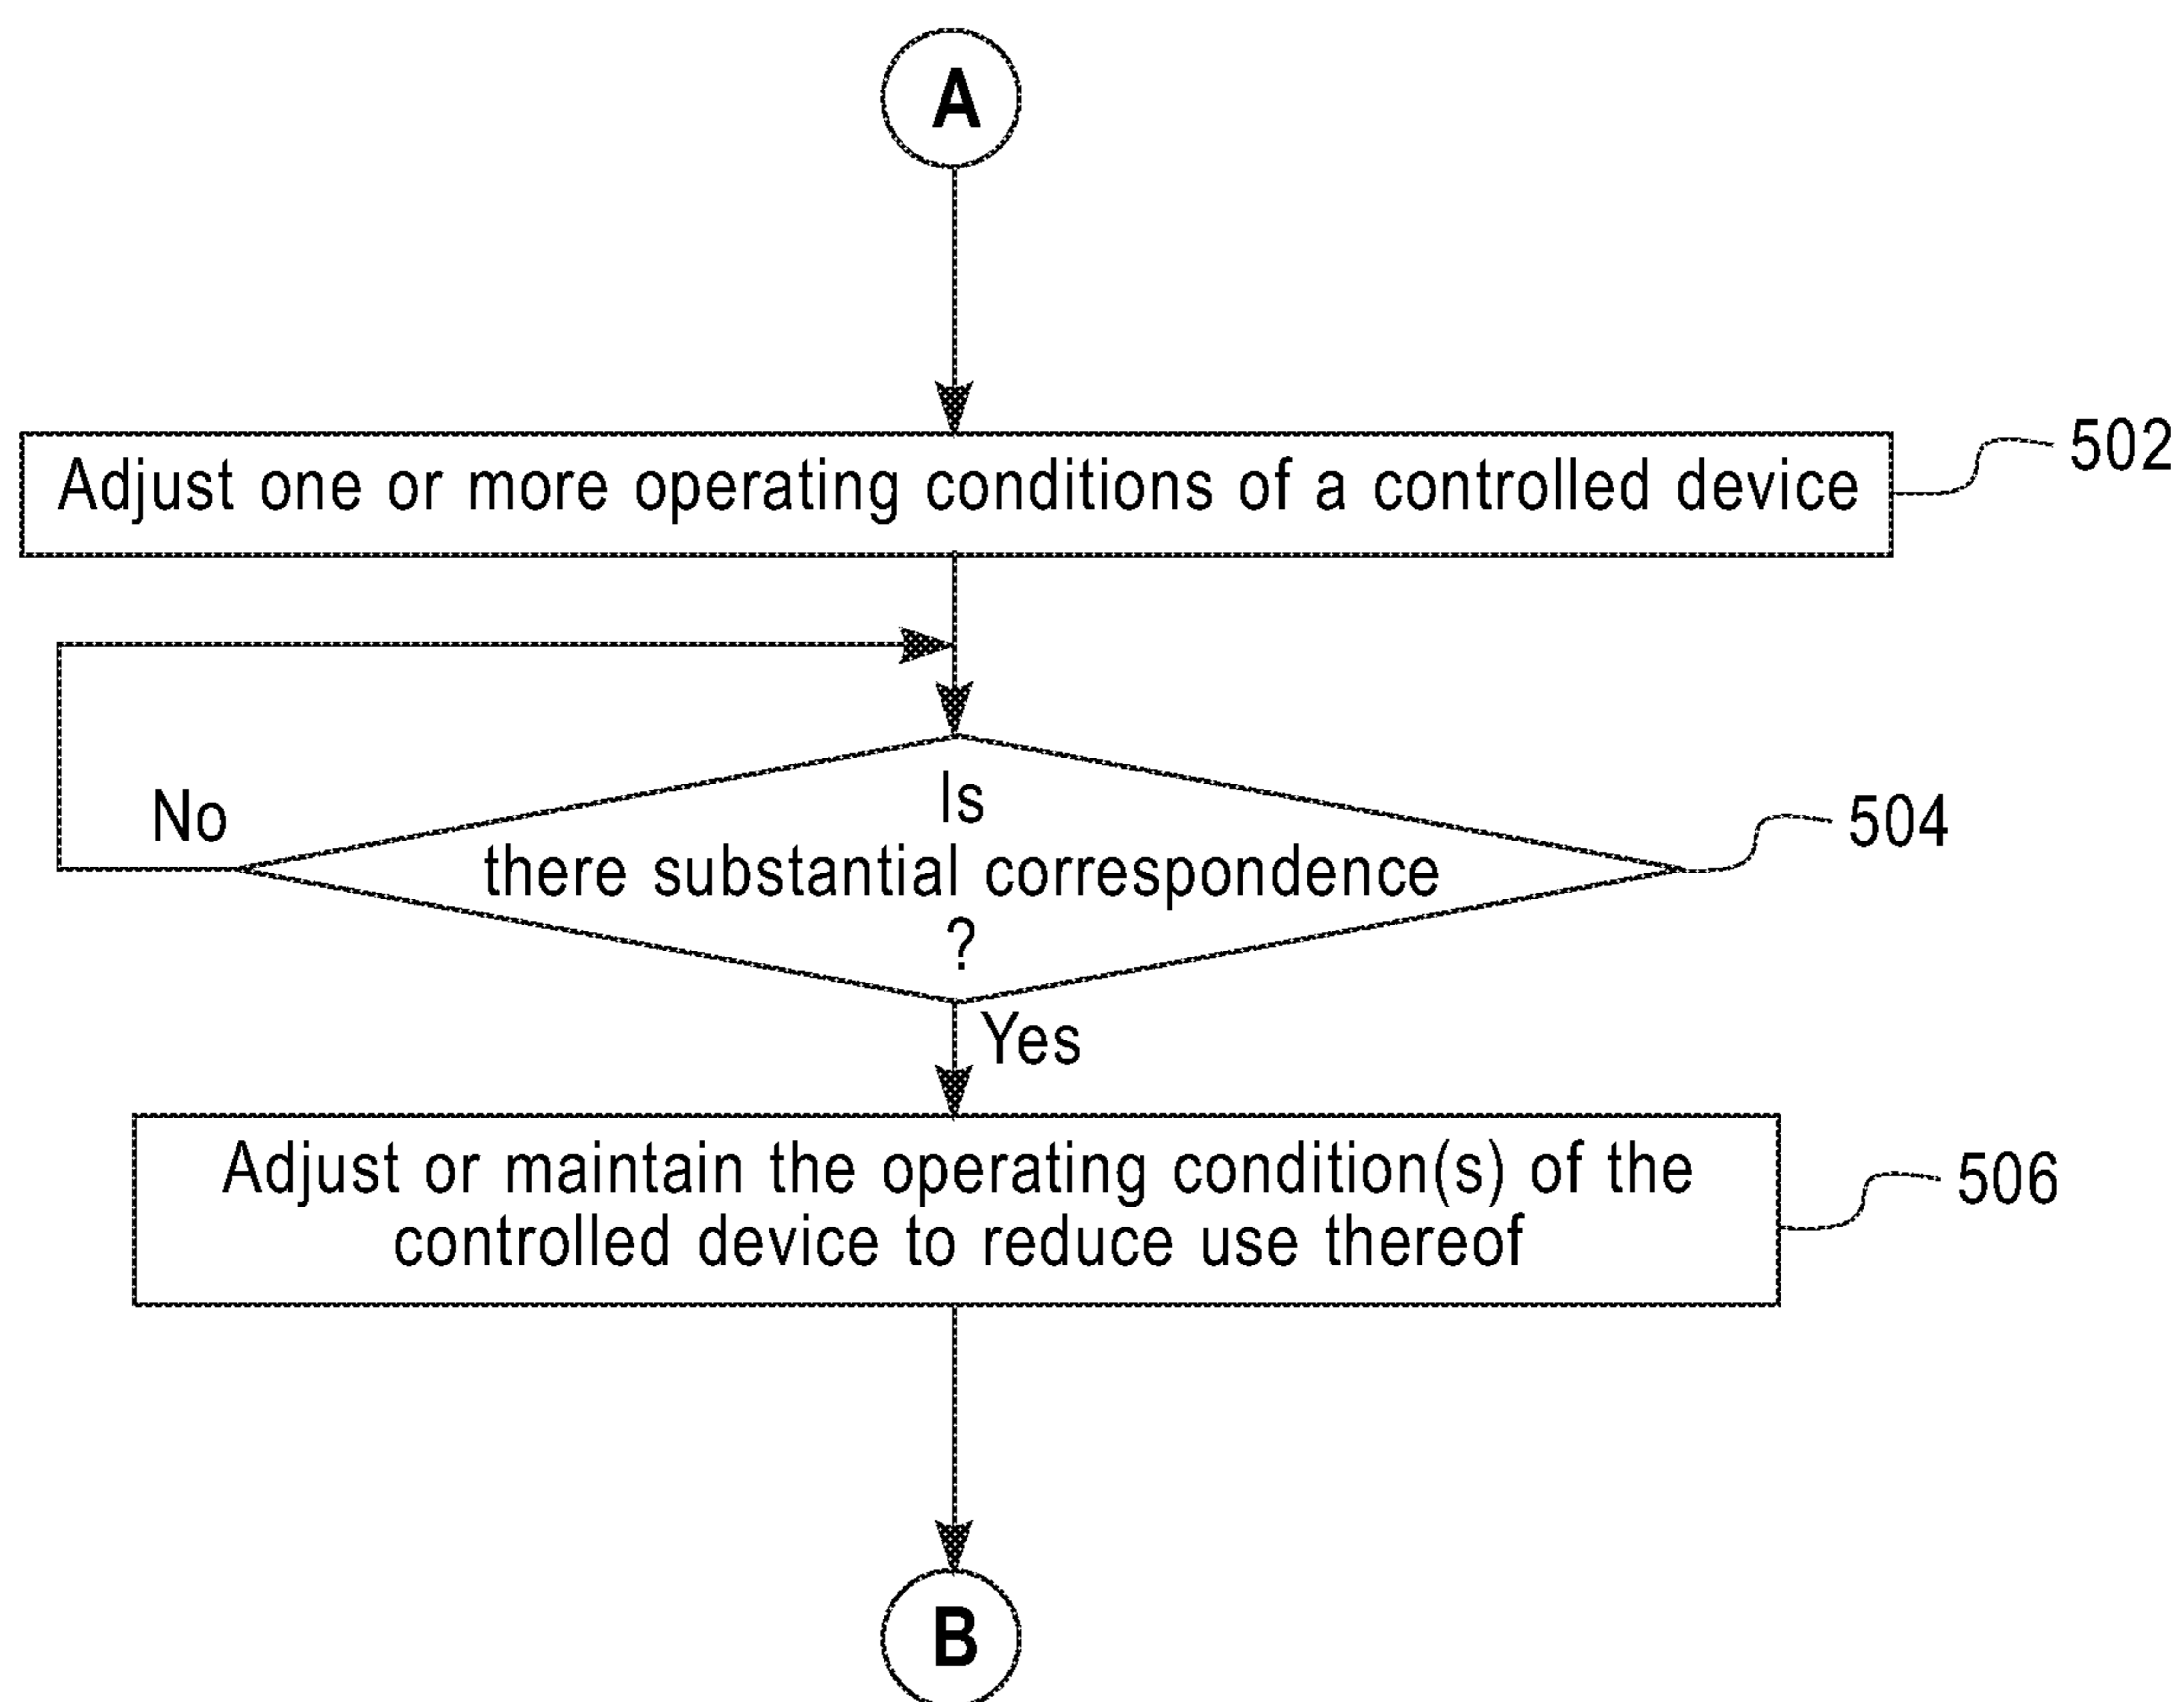 A
Adjust one or more operating conditions of a controlled device
502
No
Is
there substantial correspondence
?
504
Yes
Adjust or maintain the operating condition(s) of the
controlled device to reduce use thereof
506
B